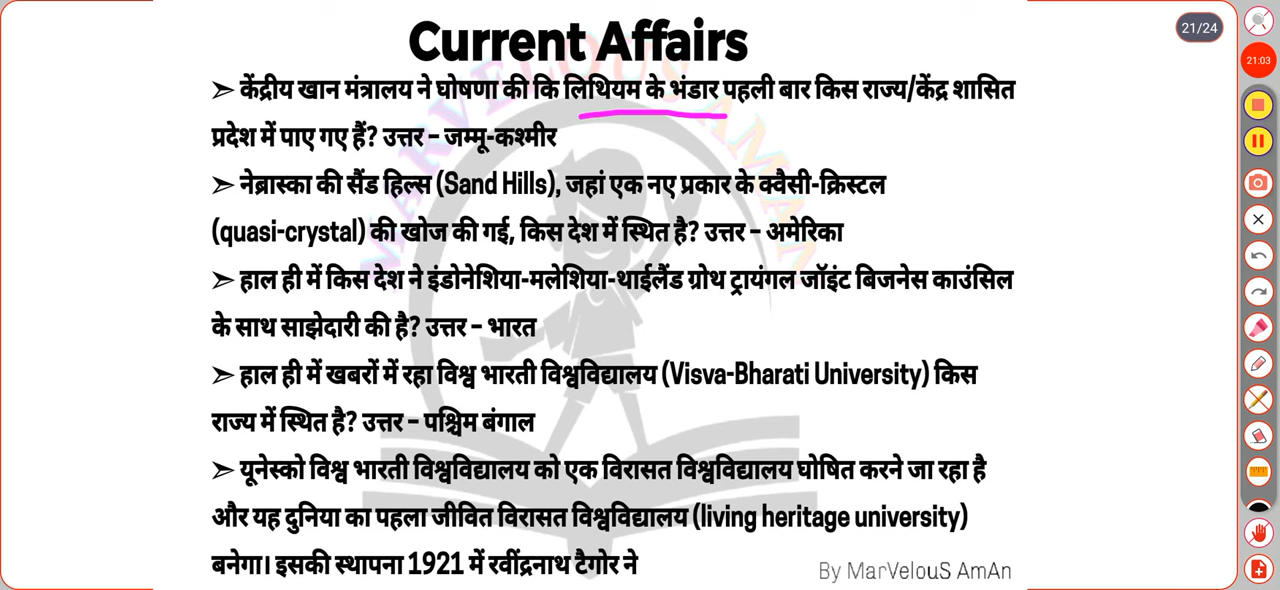 Current Affairs
21/24
21:03
➣ केंद्रीय खान मंत्रालय ने घोषणा की कि लिथियम के भंडार पहली बार किस राज्य/केंद्र शासित
प्रदेश में पाए गए हैं? उत्तर – जम्मू-कश्मीर
➣ नेब्रास्का की सैंड हिल्स (Sand Hills), जहां एक नए प्रकार के क्वैसी-क्रिस्टल
(quasi-crystal) की खोज की गई, किस देश में स्थित है? उत्तर – अमेरिका
➣ हाल ही में किस देश ने इंडोनेशिया-मलेशिया-थाईलैंड ग्रोथ ट्रायंगल जॉइंट बिजनेस काउंसिल
के साथ साझेदारी की है? उत्तर – भारत
➣ हाल ही में खबरों में रहा विश्व भारती विश्वविद्यालय (Visva-Bharati University) किस
राज्य में स्थित है? उत्तर – पश्चिम बंगाल
➣ यूनेस्को विश्व भारती विश्वविद्यालय को एक विरासत विश्वविद्यालय घोषित करने जा रहा है
और यह दुनिया का पहला जीवित विरासत विश्वविद्यालय (living heritage university)
बनेगा। इसकी स्थापना 1921 में रवींद्रनाथ टैगोर ने
By MarVelouS AmAn
MARVELOUS AMAN